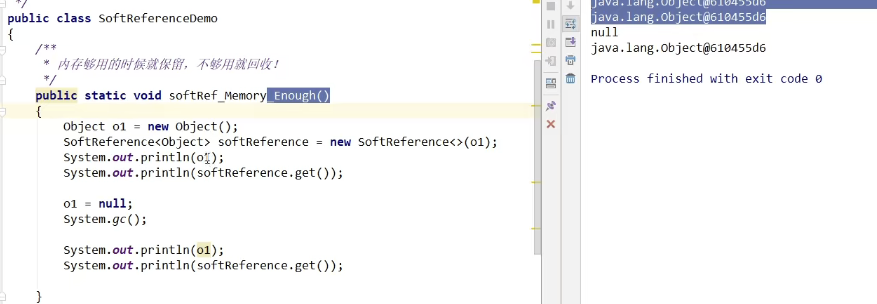 */
public class SoftReferenceDemo
{
/**
* 内存够用的时候就保留，不够用就回收！
*/
public static void softRef_Memory_Enough()
{
Object o1 = new Object();
SoftReference<Object> softReference = new SoftReference<>(o1);
System.out.println(o1);
System.out.println(softReference.get());
o1 = null;
System.gc();
System.out.println(o1);
System.out.println(softReference.get());
}
java.lang.Object@610455d6
java.lang.Object@610455d6
null
java.lang.Object@610455d6
Process finished with exit code 0